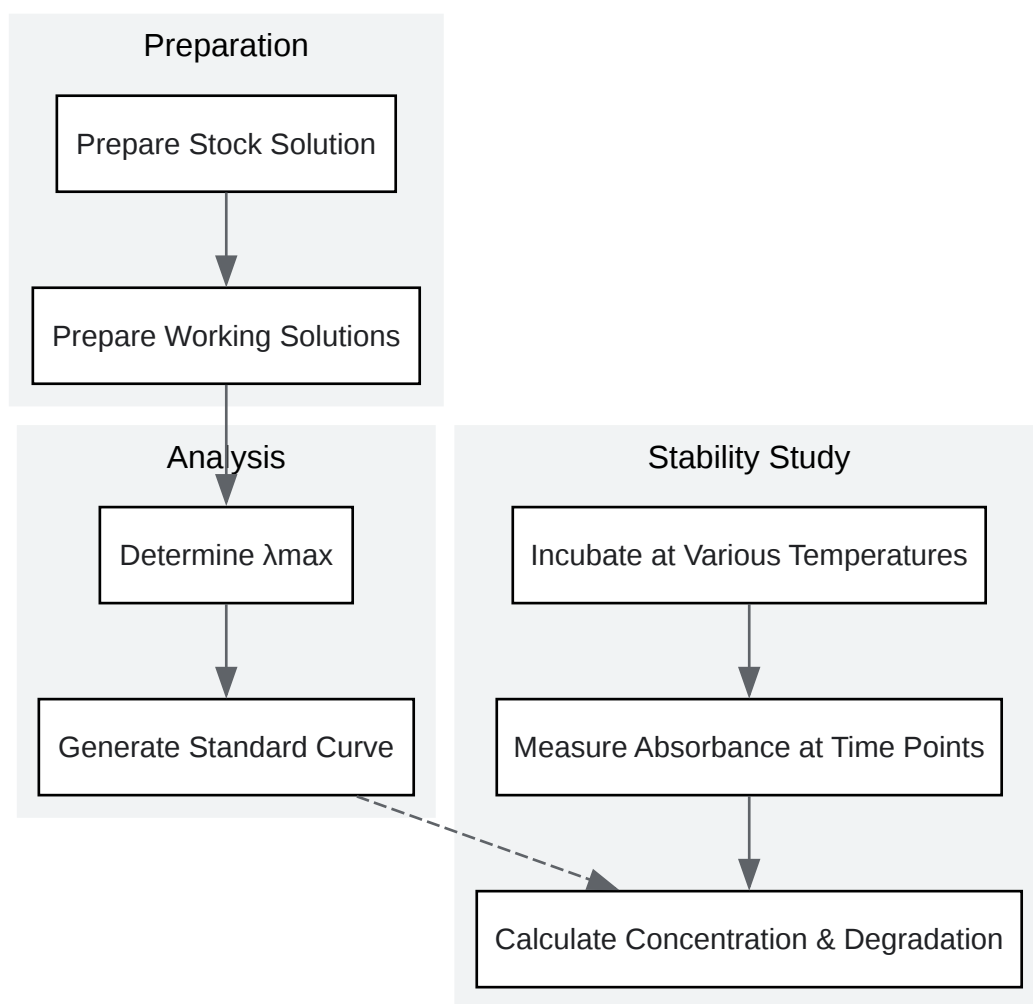 Preparation
Prepare Stock Solution
Prepare Working Solutions
Analysis
Determine λmax
Generate Standard Curve
Stability Study
Incubate at Various Temperatures
Measure Absorbance at Time Points
Calculate Concentration & Degradation